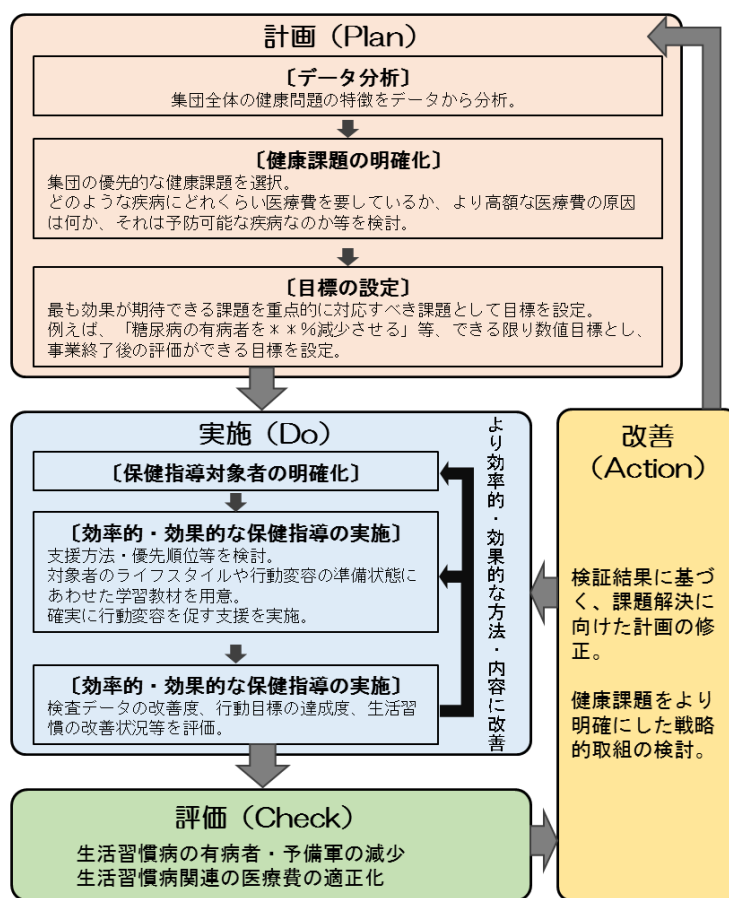 計画（Plan）
〔データ分析〕
集団全体の健康問題の特徴をデータから分析。
〔健康課題の明確化〕
集団の優先的な健康課題を選択。
どのような疾病にどれくらい医療費を要しているか、より高額な医療費の原因
は何か、それは予防可能な疾病なのか等を検討。
〔目標の設定〕
最も効果が期待できる課題を重点的に対応すべき課題として目標を設定。
例えば、「糖尿病の有病者を＊＊％減少させる」等、できる限り数値目標とし、
事業終了後の評価ができる目標を設定。
実施（Do）
〔保健指導対象者の明確化〕
〔効率的・効果的な保健指導の実施〕
支援方法・優先順位等を検討。
対象者のライフスタイルや行動変容の準備状態に
あわせた学習教材を用意。
確実に行動変容を促す支援を実施。
〔効率的・効果的な保健指導の実施〕
検査データの改善度、行動目標の達成度、生活習
慣の改善状況等を評価。
より効率的・効果的な方法・内容に改善
評価（Check）
生活習慣病の有病者・予備軍の減少
生活習慣病関連の医療費の適正化
改善
（Action）
検証結果に基づ
く、課題解決に
向けた計画の修
正。
健康課題をより
明確にした戦略
的取組の検討。